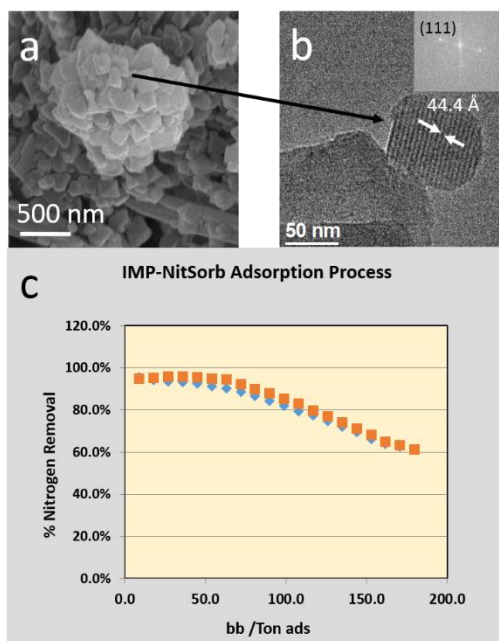 a
500 nm
b
(111)
44.4 Å
50 nm
c
IMP-NitSorb Adsorption Process
120.0%
100.0%
80.0%
60.0%
40.0%
20.0%
0.0%
% Nitrogen Removal
0.0 50.0 100.0 150.0 200.0
bb /Ton ads